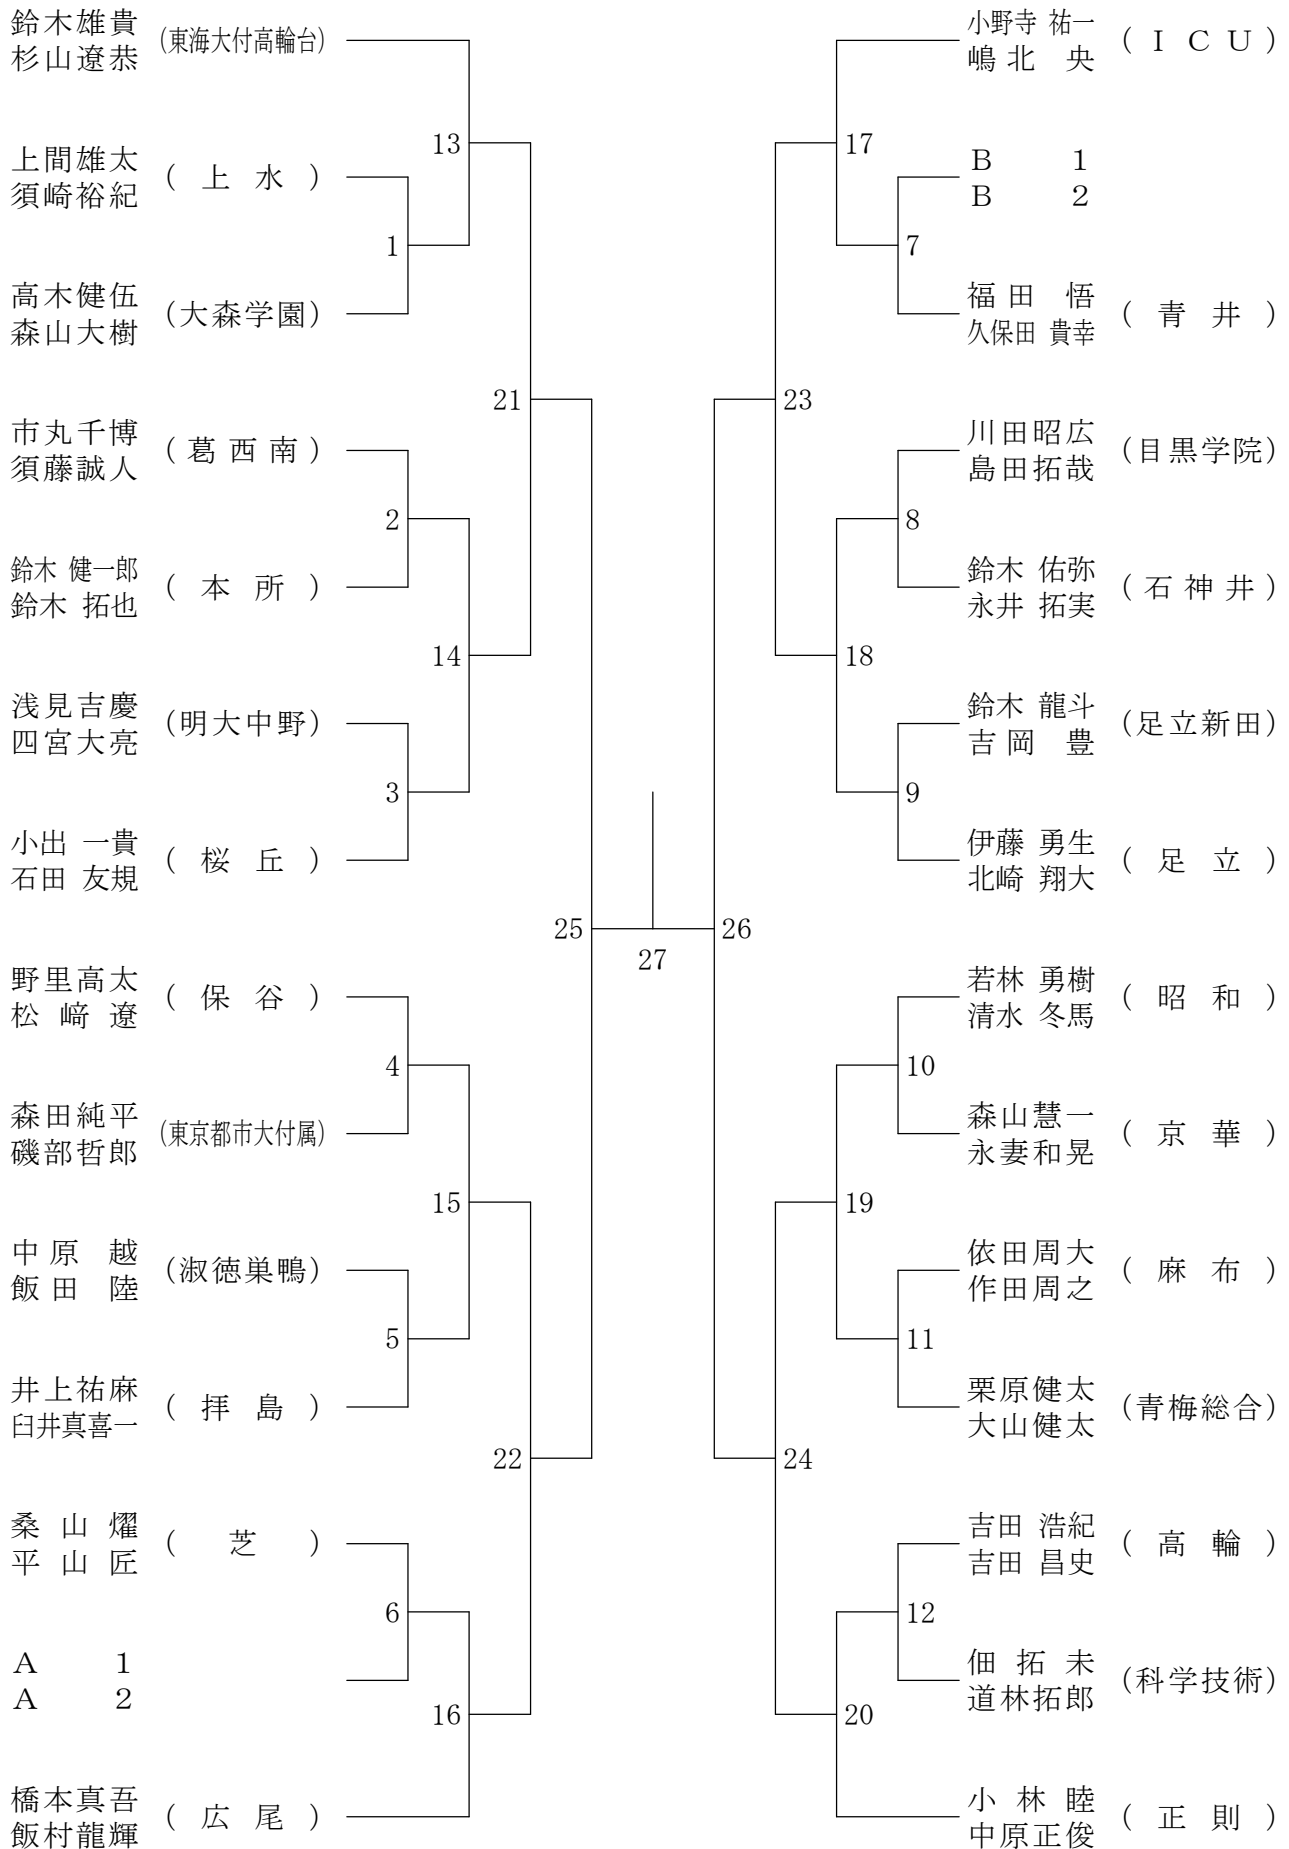 鈴木雄貴
杉山遼恭
(東海大付高輪台)
13
上間雄太
須崎裕紀
(上水)
1
高木健伍
森山大樹
(大森学園)
21
市丸千博
須藤誠人
(葛西南)
2
鈴木 健一郎
鈴木 拓也
(本所)
14
浅見吉慶
四宮大亮
(明大中野)
3
小出 一貴
石田 友規
(桜丘)
25
野里高太
松﨑遼
(保谷)
4
森田純平
磯部哲郎
(東京都市大付属)
15
中原 越
飯田 陸
(淑徳巣鴨)
5
井上祐麻
臼井真喜一
(拝島)
22
桑山燿
平山匠
(芝)
6
A 1
A 2
16
橋本真吾
飯村龍輝
(広尾)
27
小野寺 祐一
嶋北 央
(ICU)
17
B 1
B 2
7
福田 悟
久保田 貴幸
(青井)
23
川田昭広
島田拓哉
(目黒学院)
8
鈴木 佑弥
永井 拓実
(石神井)
18
鈴木 龍斗
吉岡 豊
(足立新田)
9
伊藤 勇生
北崎 翔大
(足立)
26
若林 勇樹
清水 冬馬
(昭和)
10
森山慧一
永妻和晃
(京華)
19
依田周大
作田周之
(麻布)
11
栗原健太
大山健太
(青梅総合)
24
吉田 浩紀
吉田 昌史
(高輪)
12
佃拓未
道林拓郎
(科学技術)
20
小林睦
中原正俊
(正則)